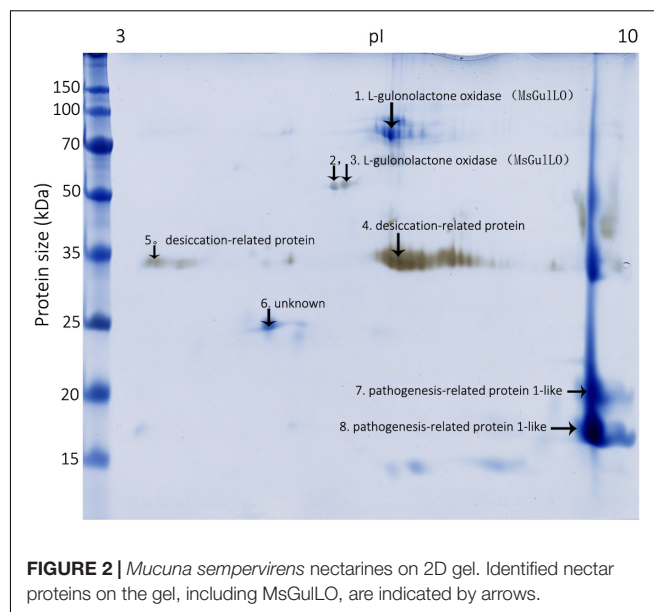 3 pI 10
150
100
70
50
35
25
20
15
Protein size (kDa)
1. L-gulonolactone oxidase （MsGulLO)
2, 3. L-gulonolactone oxidase (MsGulLO)
4. desiccation-related protein
5。desiccation-related protein
6. unknown
7. pathogenesis-related protein 1-like
8. pathogenesis-related protein 1-like
FIGURE 2 | Mucuna sempervirens nectarines on 2D gel. Identified nectar
proteins on the gel, including MsGulLO, are indicated by arrows.